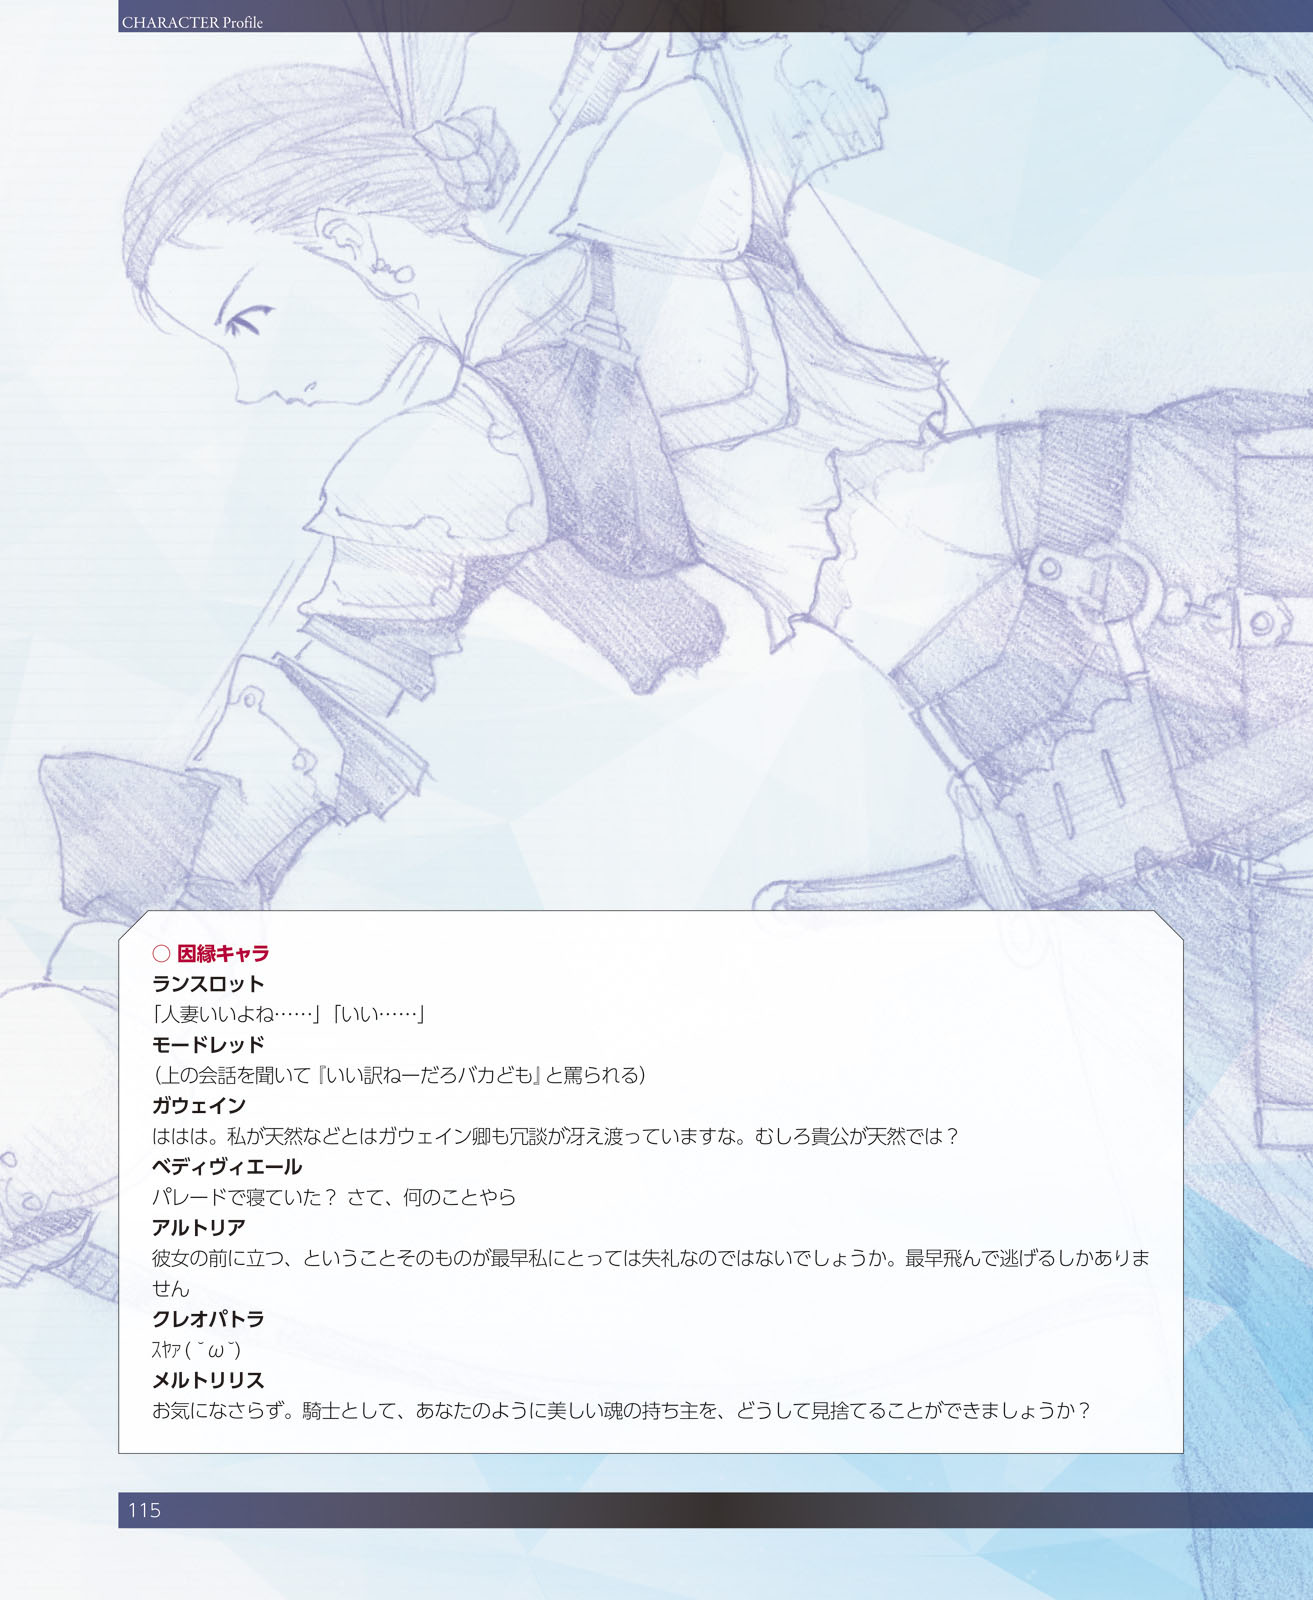 CHARACTER Profile
○ 因縁キャラ
ランスロット
「人妻いいよね……」「いい……」
モードレッド
（上の会話を聞いて『いい訳ねーだろバカども』と罵られる）
ガウェイン
ははは。私が天然などとはガウェイン卿も冗談が冴え渡っていますな。むしろ貴公が天然では？
ベディヴィエール
パレードで寝ていた？ さて、何のことやら
アルトリア
彼女の前に立つ、ということそのものが最早私にとっては失礼なのではないでしょうか。最早飛んで逃げるしかありま
せん
クレオパトラ
ｽﾔｧ( ˘ω˘)
メルトリリス
お気になさらず。騎士として、あなたのように美しい魂の持ち主を、どうして見捨てることができましょうか？
115